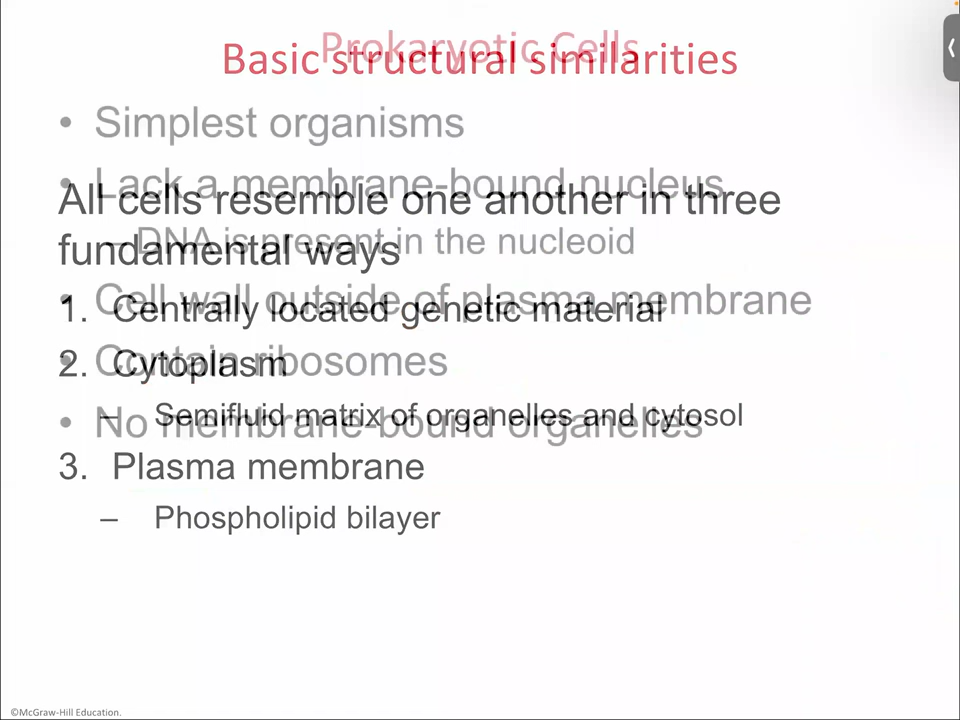 Basic structural similarities
All cells resemble one another in three
fundamental ways
1. Centrally located genetic material
2. Cytoplasm
– Semifluid matrix of organelles and cytosol
3. Plasma membrane
– Phospholipid bilayer
Prokaryotic Cells
• Simplest organisms
• Lack a membrane-bound nucleus
– DNA is present in the nucleoid
• Cell wall outside of plasma membrane
• Contain ribosomes
• No membrane-bound organelles
©McGraw-Hill Education.